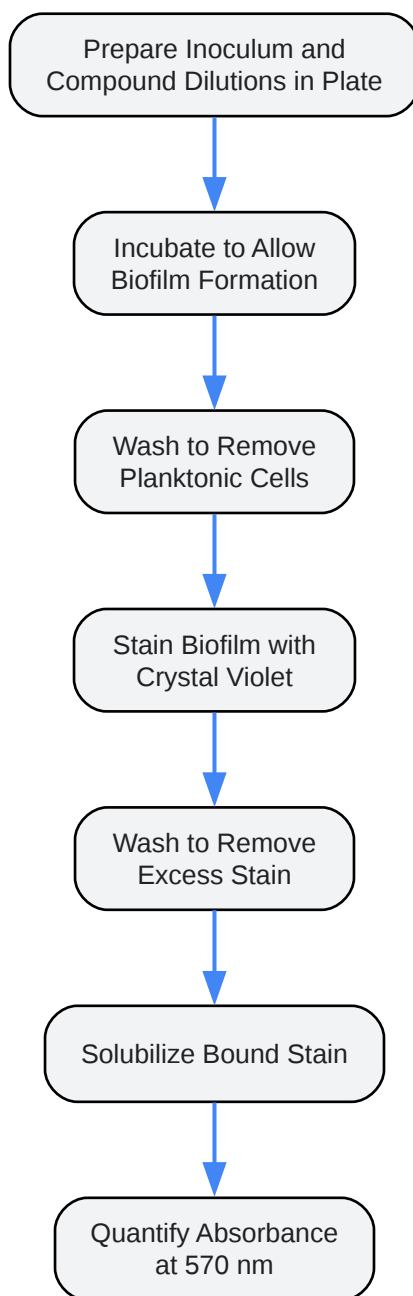 Prepare Inoculum and
Compound Dilutions in Plate
Incubate to Allow
Biofilm Formation
Wash to Remove
Planktonic Cells
Stain Biofilm with
Crystal Violet
Wash to Remove
Excess Stain
Solubilize Bound Stain
Quantify Absorbance
at 570 nm